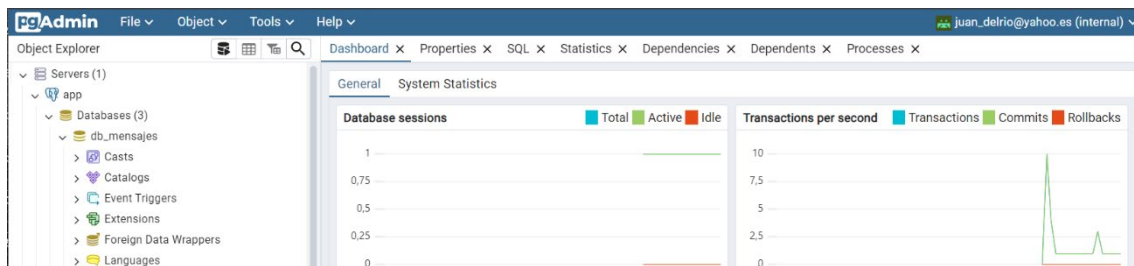 pgAdmin File Object Tools Help juan_delrio@yahoo.es (internal)
Object Explorer
Dashboard Properties SQL Statistics Dependencies Dependents Processes
Servers (1)
app
Databases (3)
db_mensajes
Casts
Catalogs
Event Triggers
Extensions
Foreign Data Wrappers
Languages
General System Statistics
Database sessions Total Active Idle
1
0,75
0,5
0,25
0
Transactions per second Transactions Commits Rollbacks
10
7,5
5
2,5
0